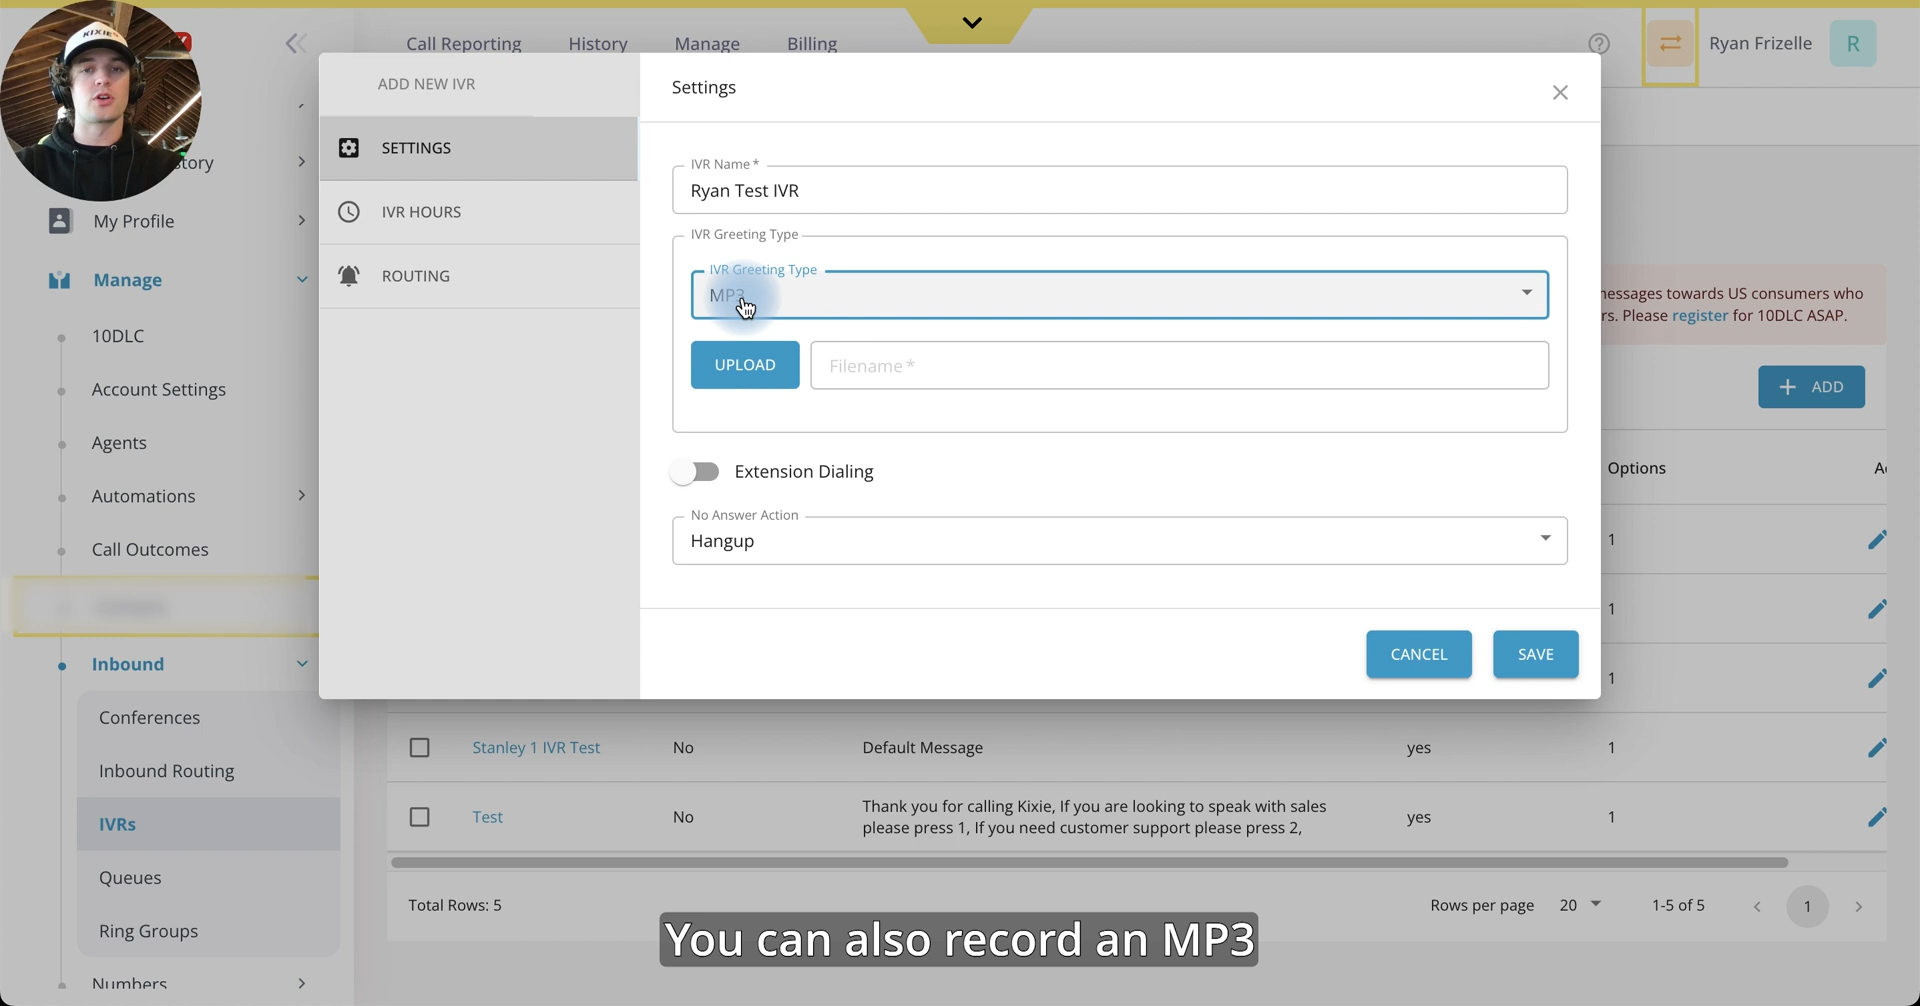 KIXIE
Call Reporting
History
Manage
Billing
Ryan Frizelle
R
story
My Profile
Manage
10DLC
Account Settings
Agents
Automations
Call Outcomes
Inbound
Conferences
Inbound Routing
IVRs
Queues
Ring Groups
Numbers
ADD NEW IVR
SETTINGS
IVR HOURS
ROUTING
Settings
IVR Name*
Ryan Test IVR
IVR Greeting Type
IVR Greeting Type
MP3
UPLOAD
Filename*
Extension Dialing
No Answer Action
Hangup
CANCEL
SAVE
nessages towards US consumers who
rs. Please register for 10DLC ASAP.
+ ADD
Options
1
1
1
Stanley 1 IVR Test No Default Message yes 1
Test No Thank you for calling Kixie, If you are looking to speak with sales yes 1
please press 1, If you need customer support please press 2,
Total Rows: 5
Rows per page 20 1-5 of 5 1
You can also record an MP3